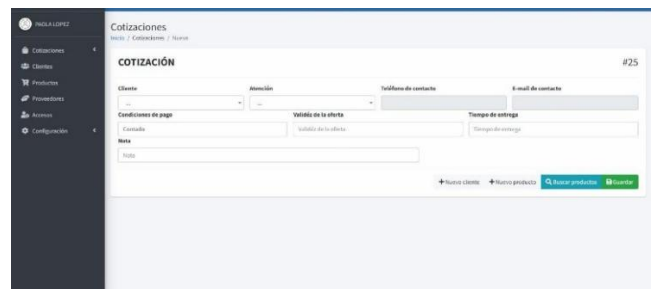 PAOLA LOPEZ
Cotizaciones
Clientes
Productos
Proveedores
Accesos
Configuración
Cotizaciones
Inicio / Cotizaciones / Nuevo
COTIZACIÓN #25
Cliente Atención Teléfono de contacto E-mail de contacto
... ...
Condiciones de pago Validés de la oferta Tiempo de entrega
Contado Validés de la oferta Tiempo de entrega
Nota
Nota
Nuevo cliente Nuevo producto Buscar productos Guardar